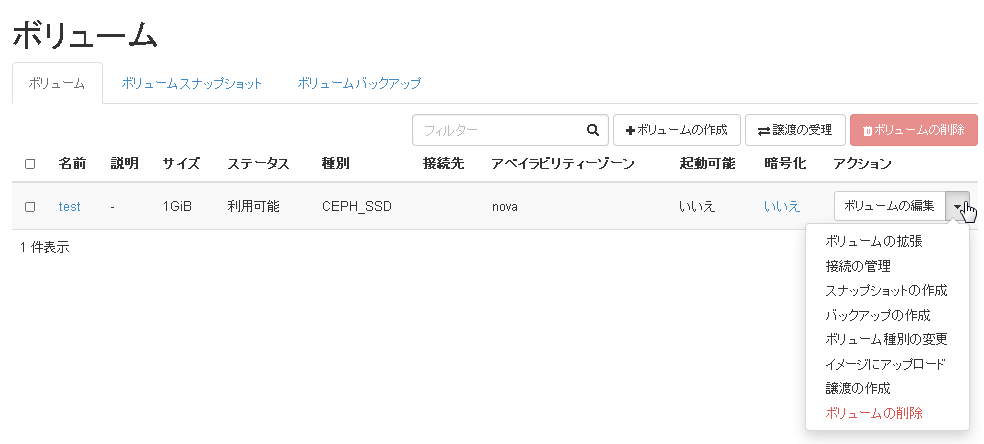 ボリューム
ボリューム ボリュームスナップショット ボリュームバックアップ
フィルター ボリュームの作成 譲渡の受理 ボリュームの削除
名前 説明 サイズ ステータス 種別 接続先 アベイラビリティーゾーン 起動可能 暗号化 アクション
test - 1GiB 利用可能 CEPH_SSD nova いいえ いいえ ボリュームの編集
1 件表示
ボリュームの拡張
接続の管理
スナップショットの作成
バックアップの作成
ボリューム種別の変更
イメージにアップロード
譲渡の作成
ボリュームの削除